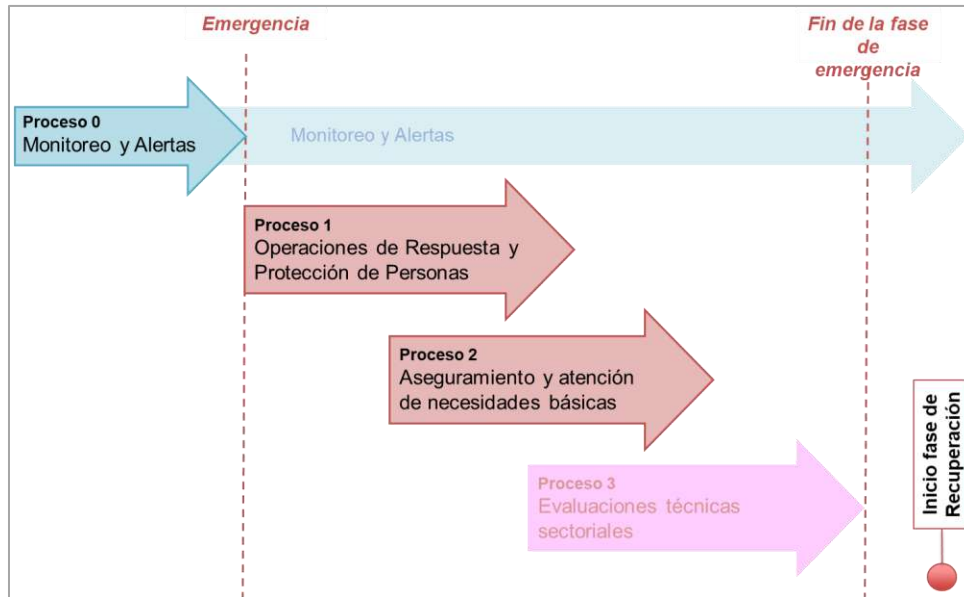 Emergencia
Fin de la fase
de
emergencia
Proceso 0
Monitoreo y Alertas
Monitoreo y Alertas
Proceso 1
Operaciones de Respuesta y
Protección de Personas
Proceso 2
Aseguramiento y atención
de necesidades básicas
Proceso 3
Evaluaciones técnicas
sectoriales
Inicio fase de
Recuperación